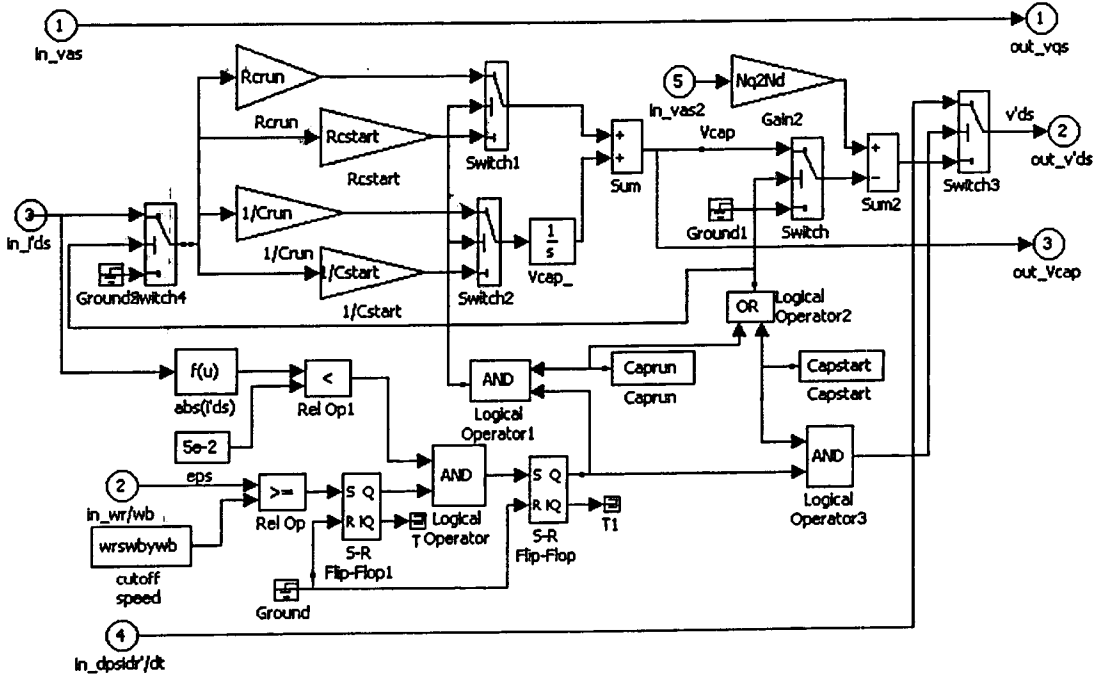 1
in_vas
1
out_vqs
Rcrun
Rcrun
Rcstart
Rcstart
Switch1
5
in_vas2
Nq2Nd
Gain2
v'ds
2
out_v'ds
Switch3
+
+
Sum
Vcap
+
−
Sum2
Switch
Ground1
3
in_i'ds
Switch4
1/Crun
1/Crun
1/Cstart
1/Cstart
Switch2
1
s
Vcap_
3
out_Vcap
OR
Logical
Operator2
f(u)
abs(i'ds)
<
Rel Op1
AND
Logical
Operator1
Caprun
Caprun
Capstart
Capstart
5e-2
eps
2
in_wr/wb
>=
Rel Op
S Q
R !Q
S-R
Flip-Flop1
T
AND
Logical
Operator
S Q
R !Q
S-R
Flip-Flop
T1
AND
Logical
Operator3
wrswbywb
cutoff
speed
Ground
4
in_dpsidr'/dt